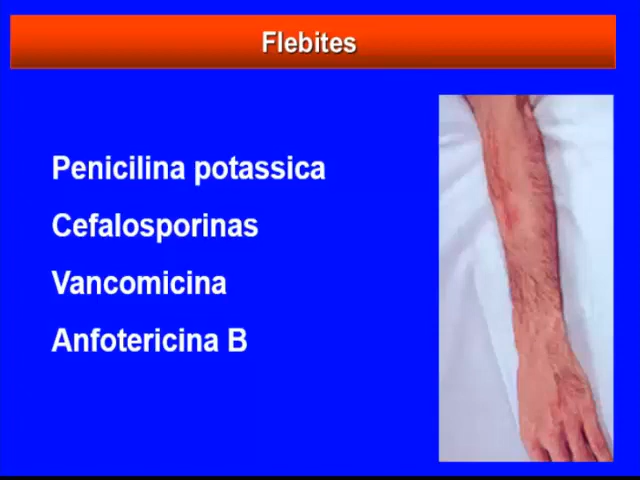 Flebites
Penicilina potassica
Cefalosporinas
Vancomicina
Anfotericina B